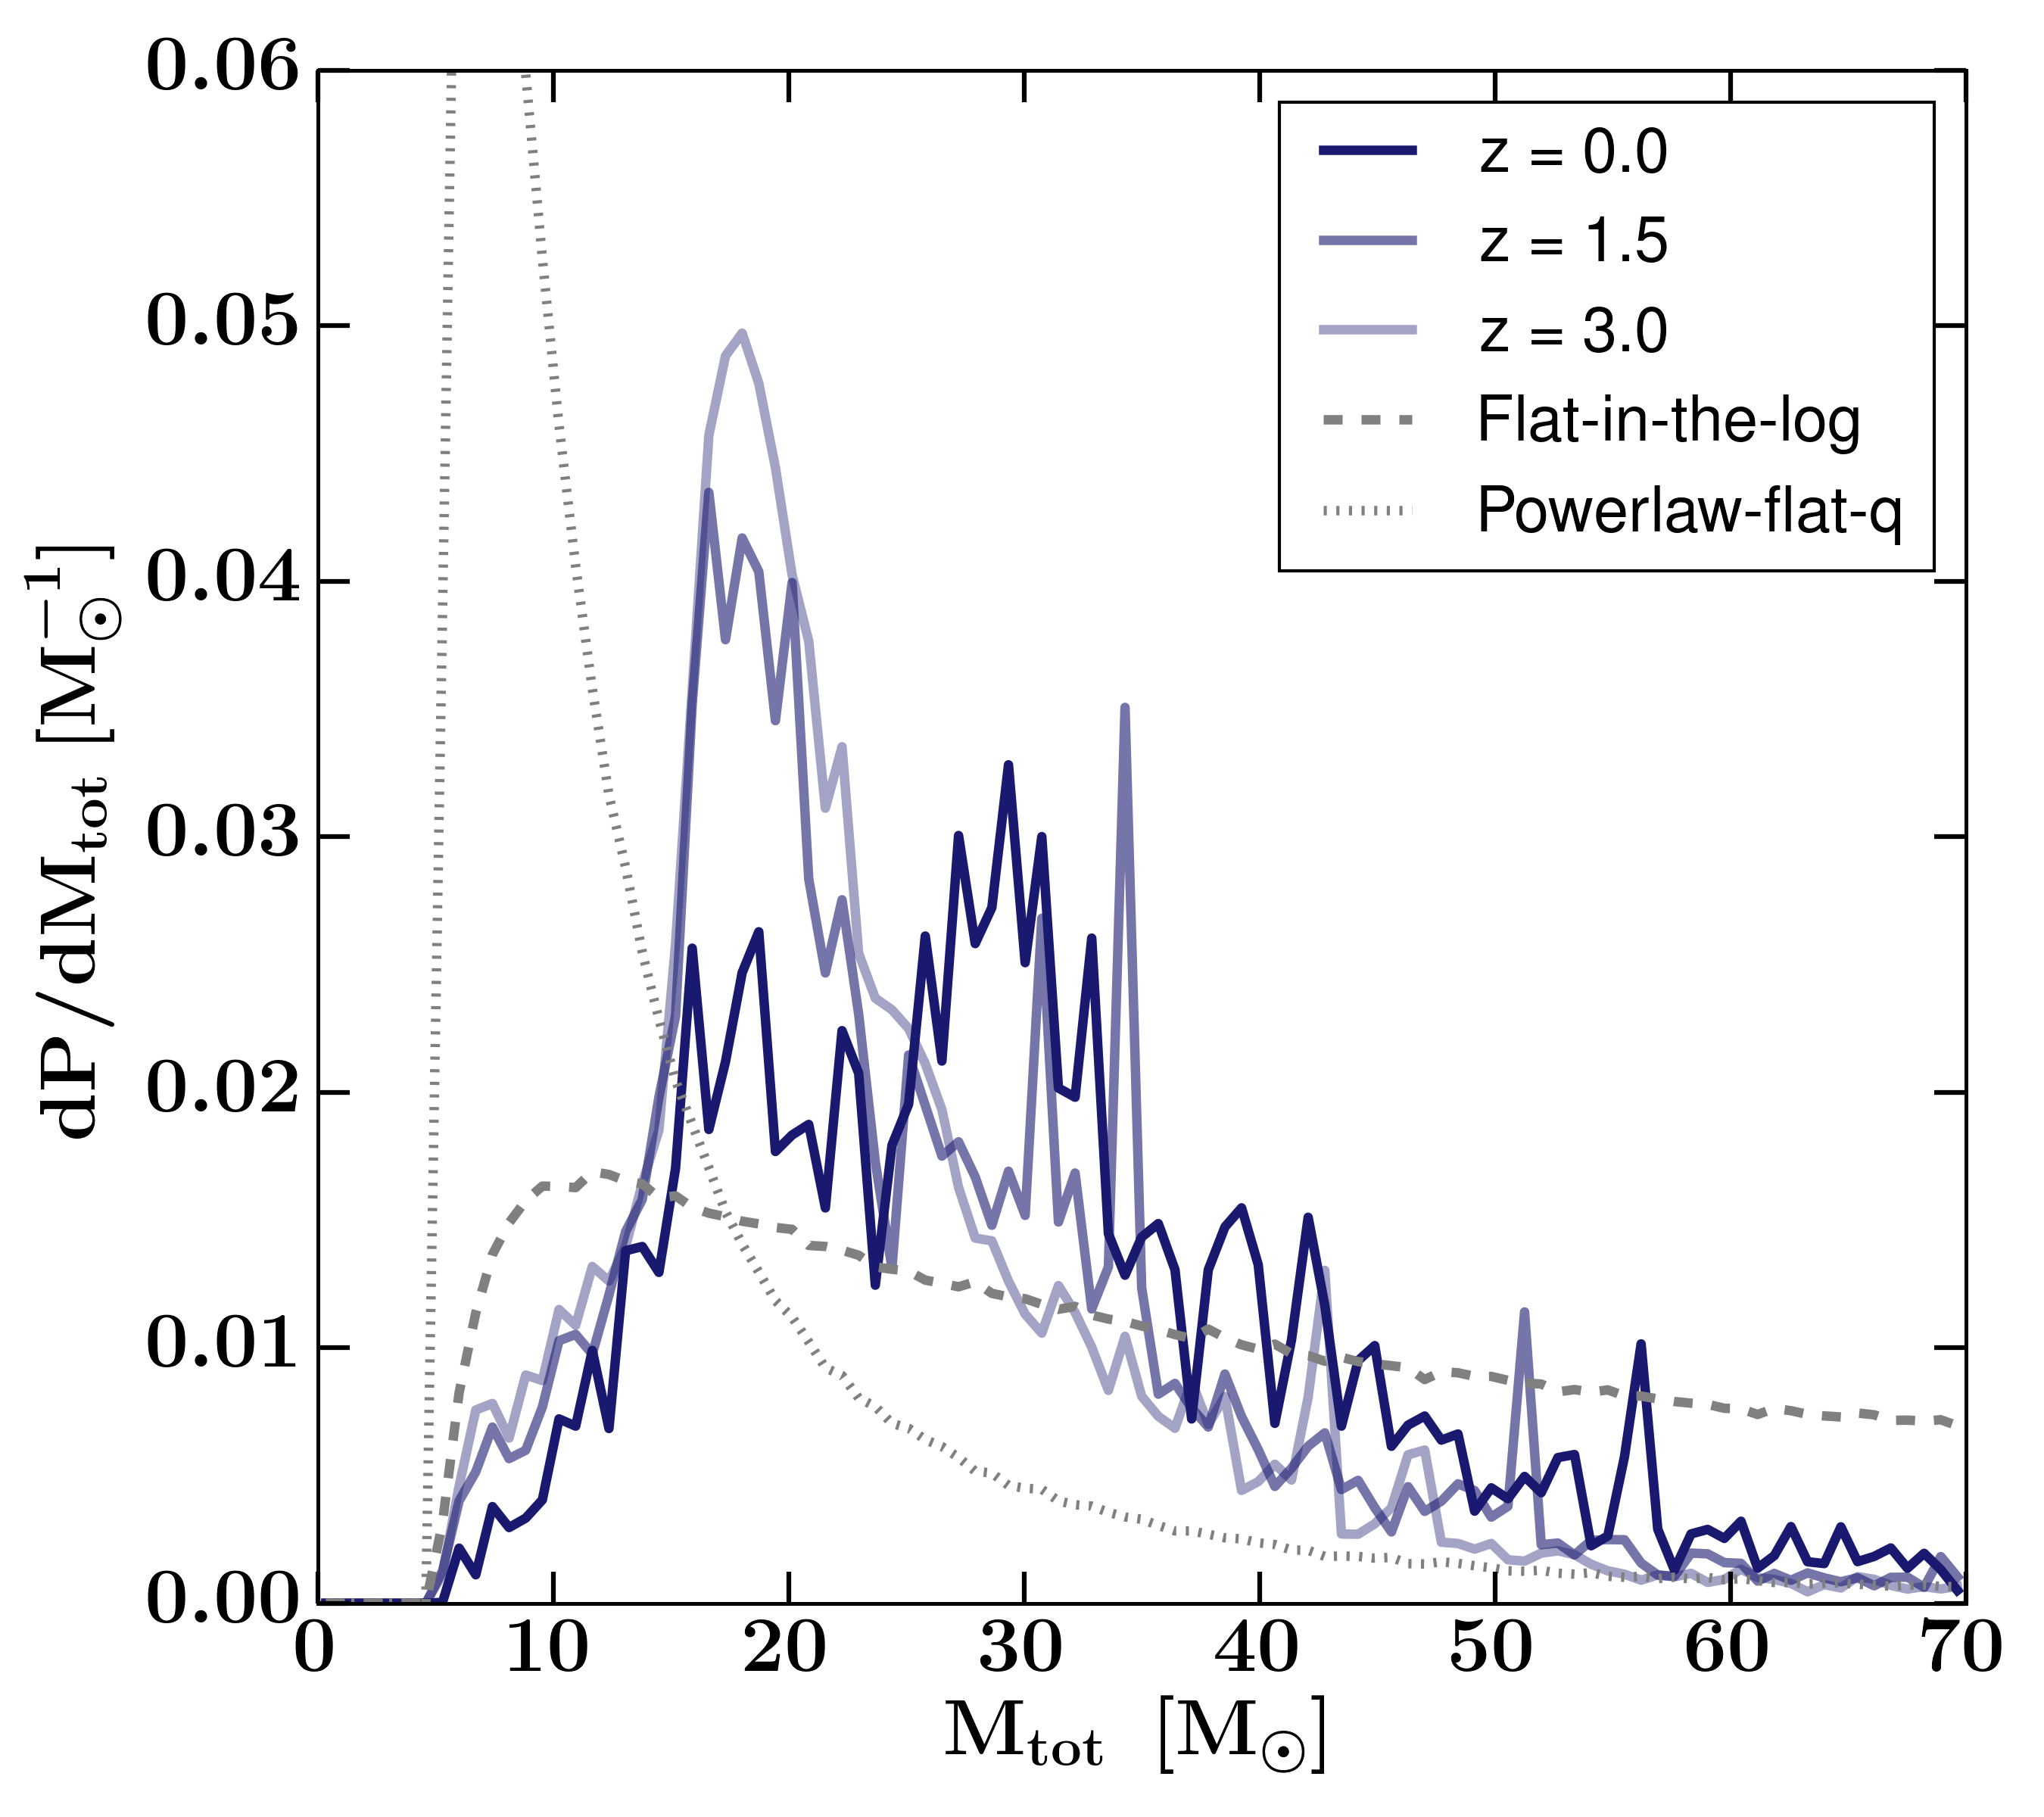 0.06
0.05
0.04
0.03
0.02
0.01
0.00
dP/dM_tot [M_⊙^−1]
z = 0.0
z = 1.5
z = 3.0
Flat-in-the-log
Powerlaw-flat-q
0 10 20 30 40 50 60 70
M_tot [M_⊙]